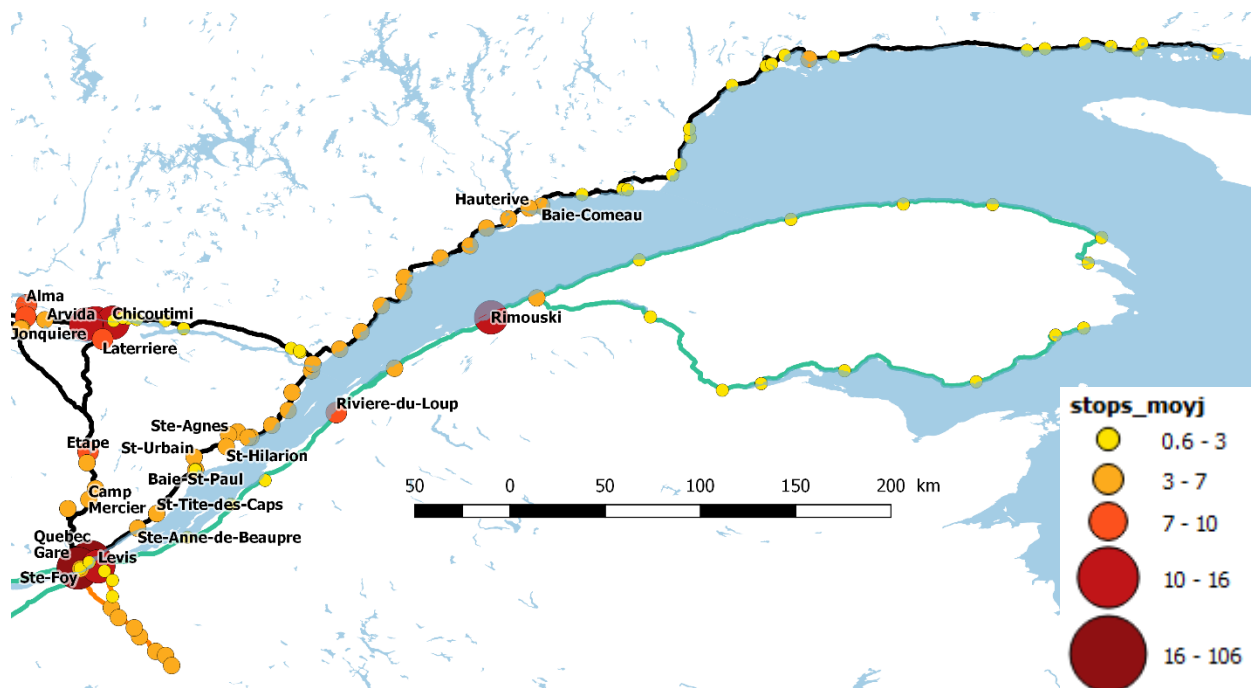 Hauterive
Baie-Comeau
Alma
Arvida
Chicoutimi
Jonquiere
Laterriere
Rimouski
Riviere-du-Loup
Ste-Agnes
Etape
St-Urbain
St-Hilarion
Baie-St-Paul
Camp
Mercier
St-Tite-des-Caps
Quebec
Gare
Ste-Anne-de-Beaupre
Levis
Ste-Foy
50 0 50 100 150 200 km
stops_moyj
0.6 - 3
3 - 7
7 - 10
10 - 16
16 - 106